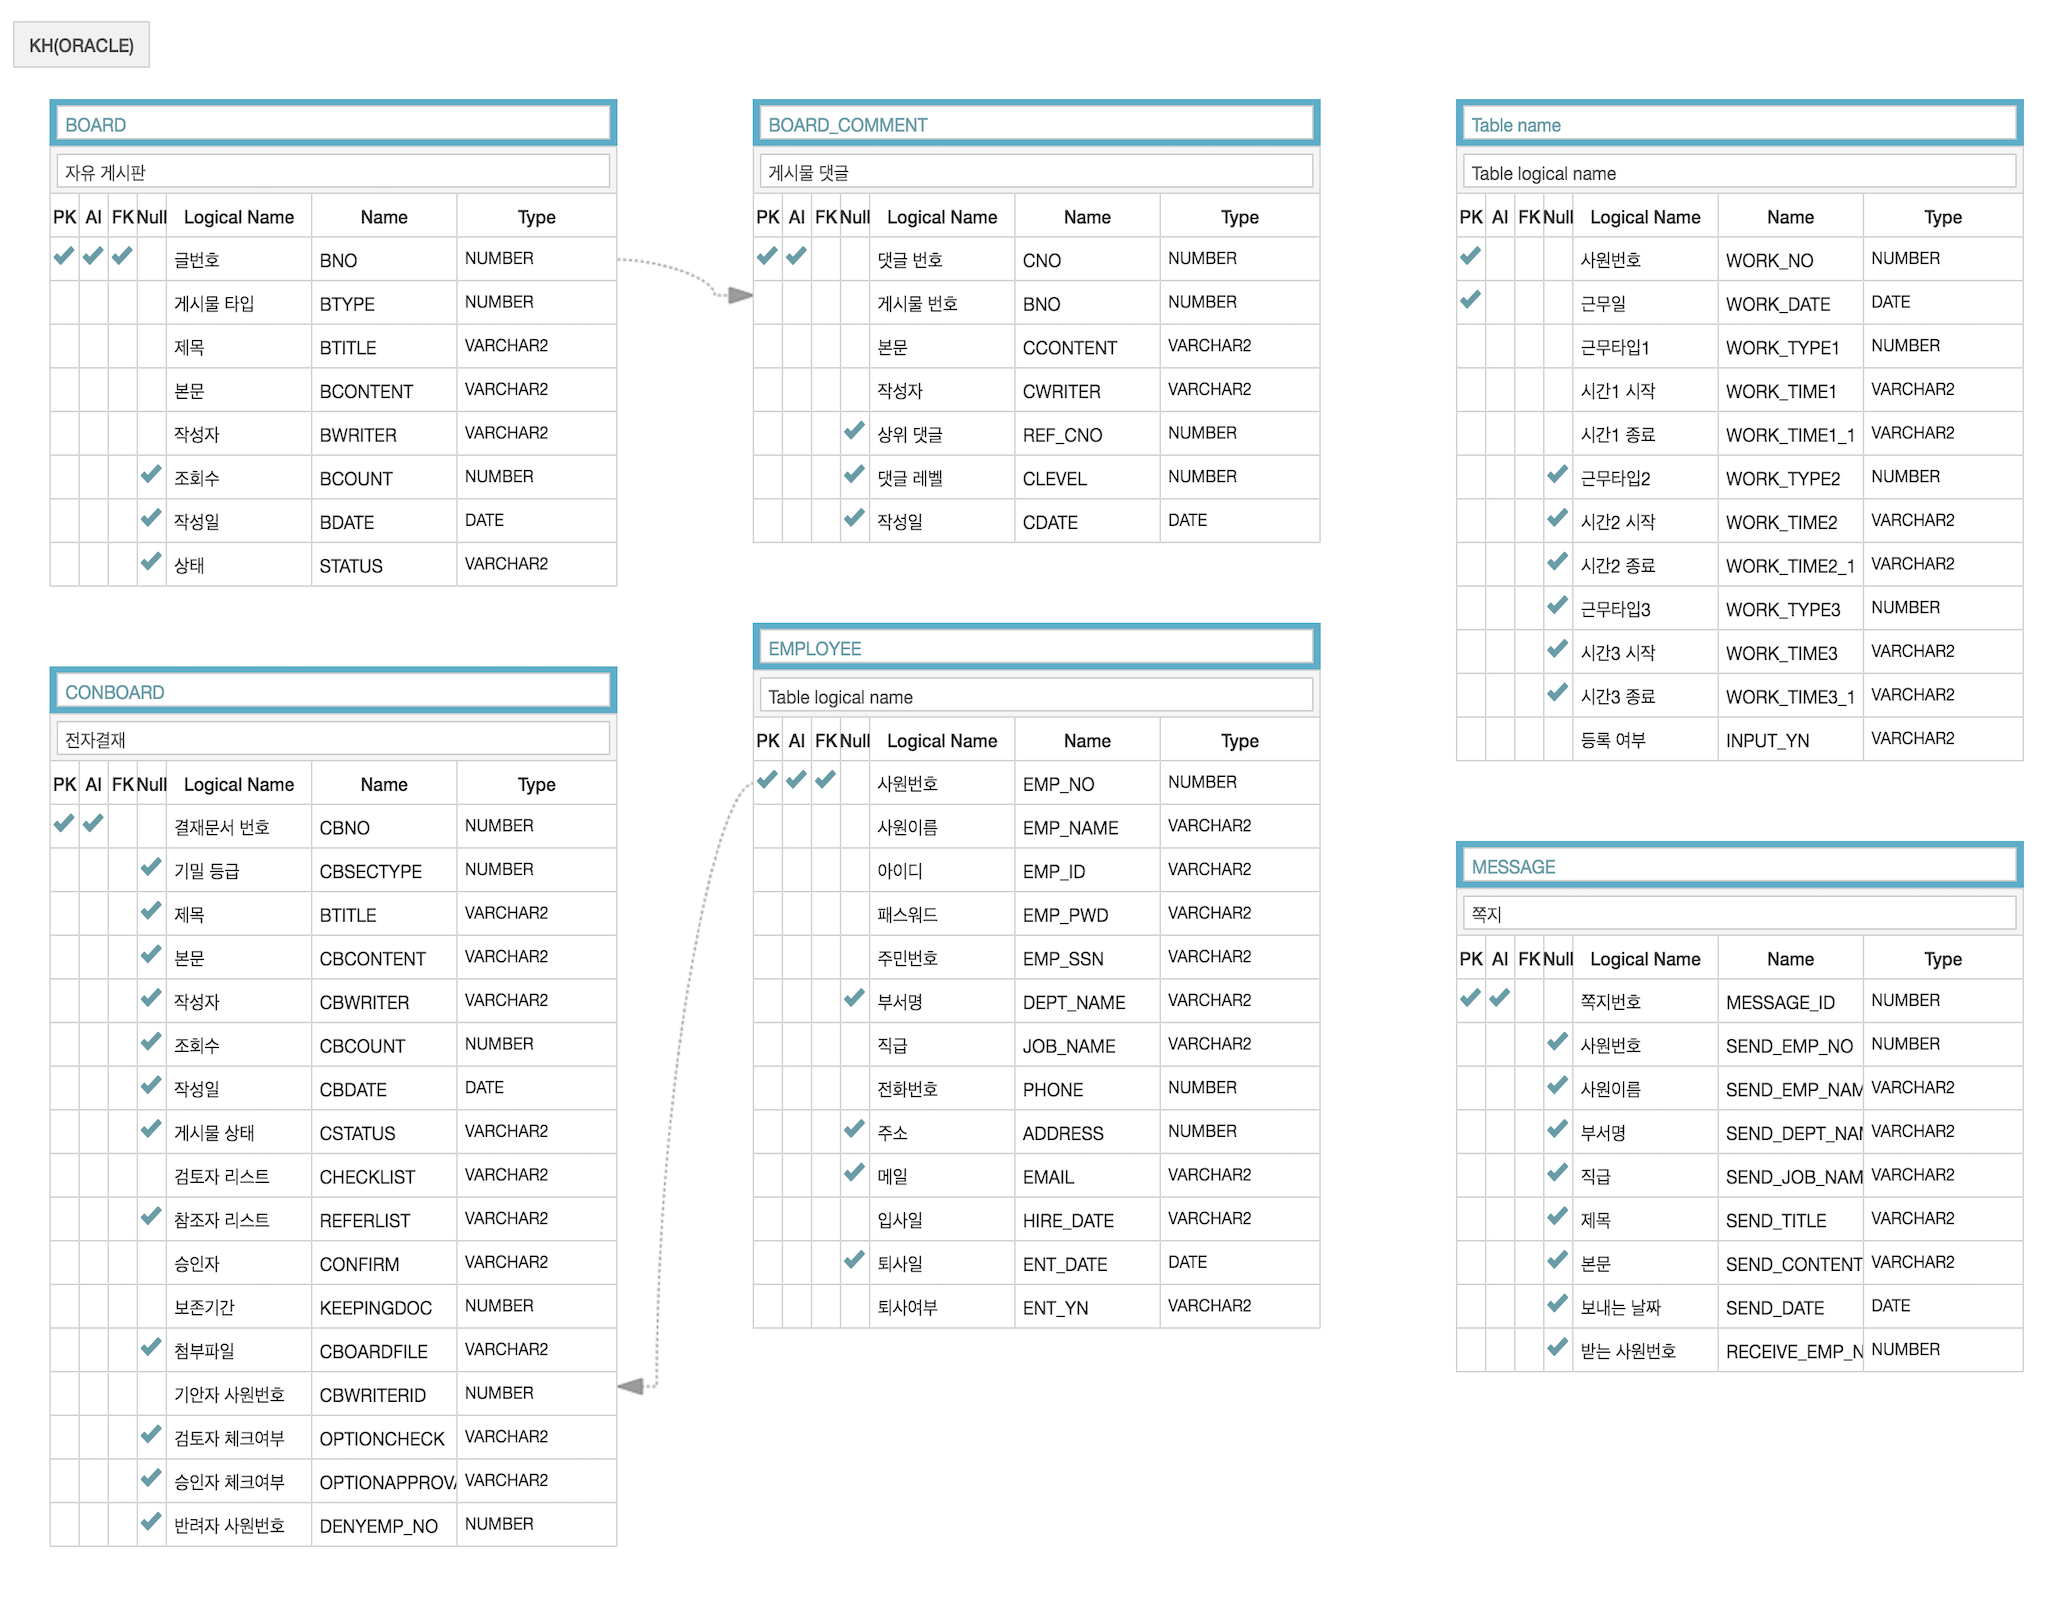 KH(ORACLE)
BOARD
자유 게시판
PK AI FK Null Logical Name Name Type
글번호 BNO NUMBER
게시물 타입 BTYPE NUMBER
제목 BTITLE VARCHAR2
본문 BCONTENT VARCHAR2
작성자 BWRITER VARCHAR2
조회수 BCOUNT NUMBER
작성일 BDATE DATE
상태 STATUS VARCHAR2
BOARD_COMMENT
게시물 댓글
PK AI FK Null Logical Name Name Type
댓글 번호 CNO NUMBER
게시물 번호 BNO NUMBER
본문 CCONTENT VARCHAR2
작성자 CWRITER VARCHAR2
상위 댓글 REF_CNO NUMBER
댓글 레벨 CLEVEL NUMBER
작성일 CDATE DATE
Table name
Table logical name
PK AI FK Null Logical Name Name Type
사원번호 WORK_NO NUMBER
근무일 WORK_DATE DATE
근무타입1 WORK_TYPE1 NUMBER
시간1 시작 WORK_TIME1 VARCHAR2
시간1 종료 WORK_TIME1_1 VARCHAR2
근무타입2 WORK_TYPE2 NUMBER
시간2 시작 WORK_TIME2 VARCHAR2
시간2 종료 WORK_TIME2_1 VARCHAR2
근무타입3 WORK_TYPE3 NUMBER
시간3 시작 WORK_TIME3 VARCHAR2
시간3 종료 WORK_TIME3_1 VARCHAR2
등록 여부 INPUT_YN VARCHAR2
CONBOARD
전자결재
PK AI FK Null Logical Name Name Type
결재문서 번호 CBNO NUMBER
기밀 등급 CBSECTYPE NUMBER
제목 BTITLE VARCHAR2
본문 CBCONTENT VARCHAR2
작성자 CBWRITER VARCHAR2
조회수 CBCOUNT NUMBER
작성일 CBDATE DATE
게시물 상태 CSTATUS VARCHAR2
검토자 리스트 CHECKLIST VARCHAR2
참조자 리스트 REFERLIST VARCHAR2
승인자 CONFIRM VARCHAR2
보존기간 KEEPINGDOC NUMBER
첨부파일 CBOARDFILE VARCHAR2
기안자 사원번호 CBWRITERID NUMBER
검토자 체크여부 OPTIONCHECK VARCHAR2
승인자 체크여부 OPTIONAPPROVA VARCHAR2
반려자 사원번호 DENYEMP_NO NUMBER
EMPLOYEE
Table logical name
PK AI FK Null Logical Name Name Type
사원번호 EMP_NO NUMBER
사원이름 EMP_NAME VARCHAR2
아이디 EMP_ID VARCHAR2
패스워드 EMP_PWD VARCHAR2
주민번호 EMP_SSN VARCHAR2
부서명 DEPT_NAME VARCHAR2
직급 JOB_NAME VARCHAR2
전화번호 PHONE NUMBER
주소 ADDRESS NUMBER
메일 EMAIL VARCHAR2
입사일 HIRE_DATE VARCHAR2
퇴사일 ENT_DATE DATE
퇴사여부 ENT_YN VARCHAR2
MESSAGE
쪽지
PK AI FK Null Logical Name Name Type
쪽지번호 MESSAGE_ID NUMBER
사원번호 SEND_EMP_NO NUMBER
사원이름 SEND_EMP_NAM VARCHAR2
부서명 SEND_DEPT_NA VARCHAR2
직급 SEND_JOB_NAM VARCHAR2
제목 SEND_TITLE VARCHAR2
본문 SEND_CONTENT VARCHAR2
보내는 날짜 SEND_DATE DATE
받는 사원번호 RECEIVE_EMP_N NUMBER